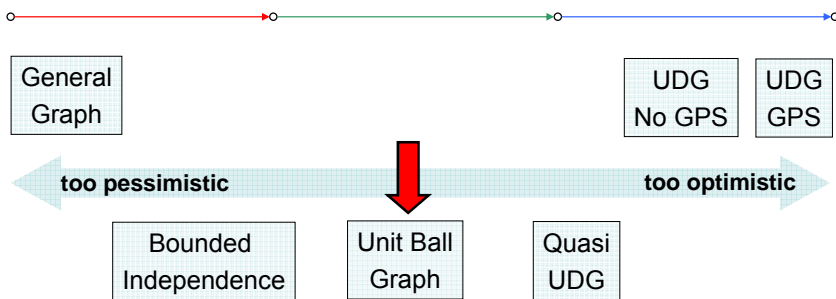 General
Graph
UDG
No GPS
UDG
GPS
too pessimistic
too optimistic
Bounded
Independence
Unit Ball
Graph
Quasi
UDG